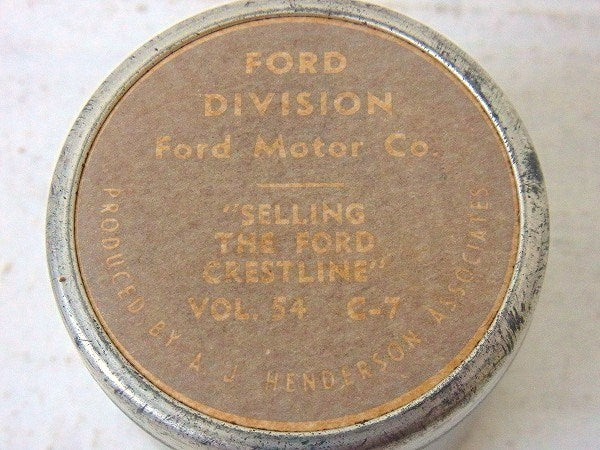 FORD
DIVISION
Ford Motor Co.
"SELLING
THE FORD
CRESTLINE"
VOL. 54 C-7
PRODUCED BY A. J. HENDERSON ASSOCIATES